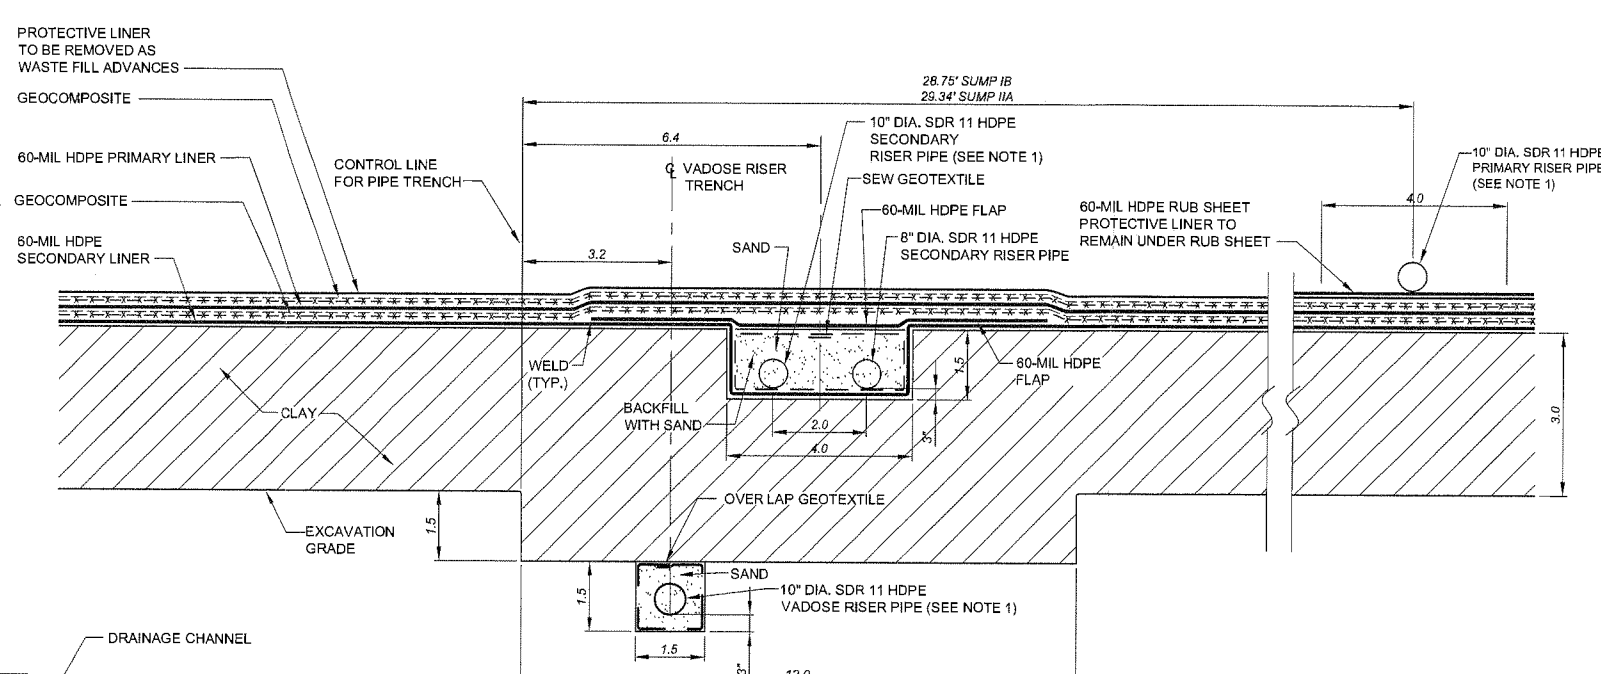 PROTECTIVE LINER
TO BE REMOVED AS
WASTE FILL ADVANCES
GEOCOMPOSITE
60-MIL HDPE PRIMARY LINER
GEOCOMPOSITE
60-MIL HDPE
SECONDARY LINER
CONTROL LINE
FOR PIPE TRENCH
28.75' SUMP IB
29.34' SUMP IIA
6.4
℄ VADOSE RISER
TRENCH
3.2
10" DIA. SDR 11 HDPE
SECONDARY
RISER PIPE (SEE NOTE 1)
SEW GEOTEXTILE
60-MIL HDPE FLAP
SAND
8" DIA. SDR 11 HDPE
SECONDARY RISER PIPE
60-MIL HDPE RUB SHEET
PROTECTIVE LINER TO
REMAIN UNDER RUB SHEET
10" DIA. SDR 11 HDPE
PRIMARY RISER PIPE
(SEE NOTE 1)
4.0
WELD
(TYP.)
1.5
60-MIL HDPE
FLAP
CLAY
BACKFILL
WITH SAND
2.0
3"
4.0
3.0
OVER LAP GEOTEXTILE
EXCAVATION
GRADE
1.5
SAND
10" DIA. SDR 11 HDPE
VADOSE RISER PIPE (SEE NOTE 1)
1.5
1.5
3"
12.0
DRAINAGE CHANNEL